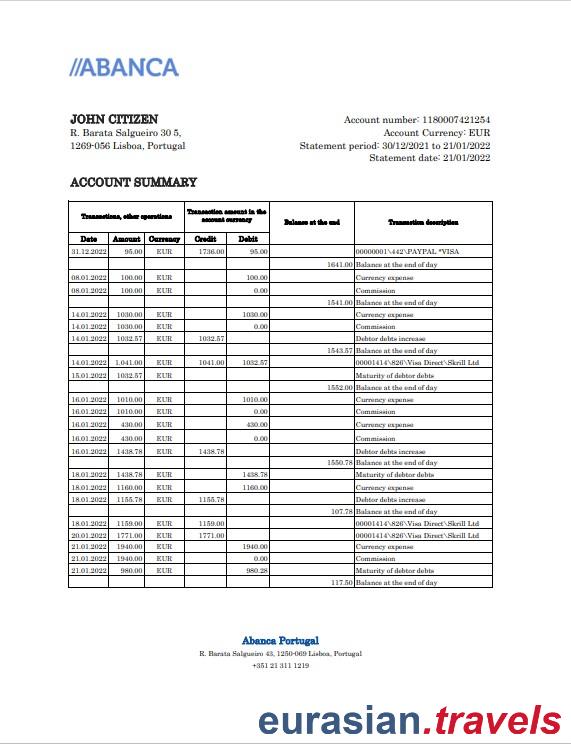 //ABANCA
JOHN CITIZEN
R. Barata Salgueiro 30 5,
1269-056 Lisboa, Portugal
Account number: 1180007421254
Account Currency: EUR
Statement period: 30/12/2021 to 21/01/2022
Statement date: 21/01/2022
ACCOUNT SUMMARY
Transactions, other operations Transaction amount in the account currency Balance at the end Transaction description
Date Amount Currency Credit Debit
31.12.2022 95.00 EUR 1736.00 95.00 00000001\442\PAYPAL *VISA
1641.00 Balance at the end of day
08.01.2022 100.00 EUR 100.00 Currency expense
08.01.2022 100.00 EUR 0.00 Commission
1541.00 Balance at the end of day
14.01.2022 1030.00 EUR 1030.00 Currency expense
14.01.2022 1030.00 EUR 0.00 Commission
14.01.2022 1032.57 EUR 1032.57 Debtor debts increase
1543.57 Balance at the end of day
14.01.2022 1.041.00 EUR 1041.00 1032.57 00001414\826\Visa Direct\Skrill Ltd
15.01.2022 1032.57 EUR Maturity of debtor debts
1552.00 Balance at the end of day
16.01.2022 1010.00 EUR 1010.00 Currency expense
16.01.2022 1010.00 EUR 0.00 Commission
16.01.2022 430.00 EUR 430.00 Currency expense
16.01.2022 430.00 EUR 0.00 Commission
16.01.2022 1438.78 EUR 1438.78 Debtor debts increase
1550.78 Balance at the end of day
18.01.2022 1438.78 EUR 1438.78 Maturity of debtor debts
18.01.2022 1160.00 EUR 1160.00 Currency expense
18.01.2022 1155.78 EUR 1155.78 Debtor debts increase
107.78 Balance at the end of day
18.01.2022 1159.00 EUR 1159.00 00001414\826\Visa Direct\Skrill Ltd
20.01.2022 1771.00 EUR 1771.00 00001414\826\Visa Direct\Skrill Ltd
21.01.2022 1940.00 EUR 1940.00 Currency expense
21.01.2022 1940.00 EUR 0.00 Commission
21.01.2022 980.00 EUR 980.28 Maturity of debtor debts
117.50 Balance at the end of day
Abanca Portugal
R. Barata Salgueiro 43, 1250-069 Lisboa, Portugal
+351 21 311 1219
eurasian.travels